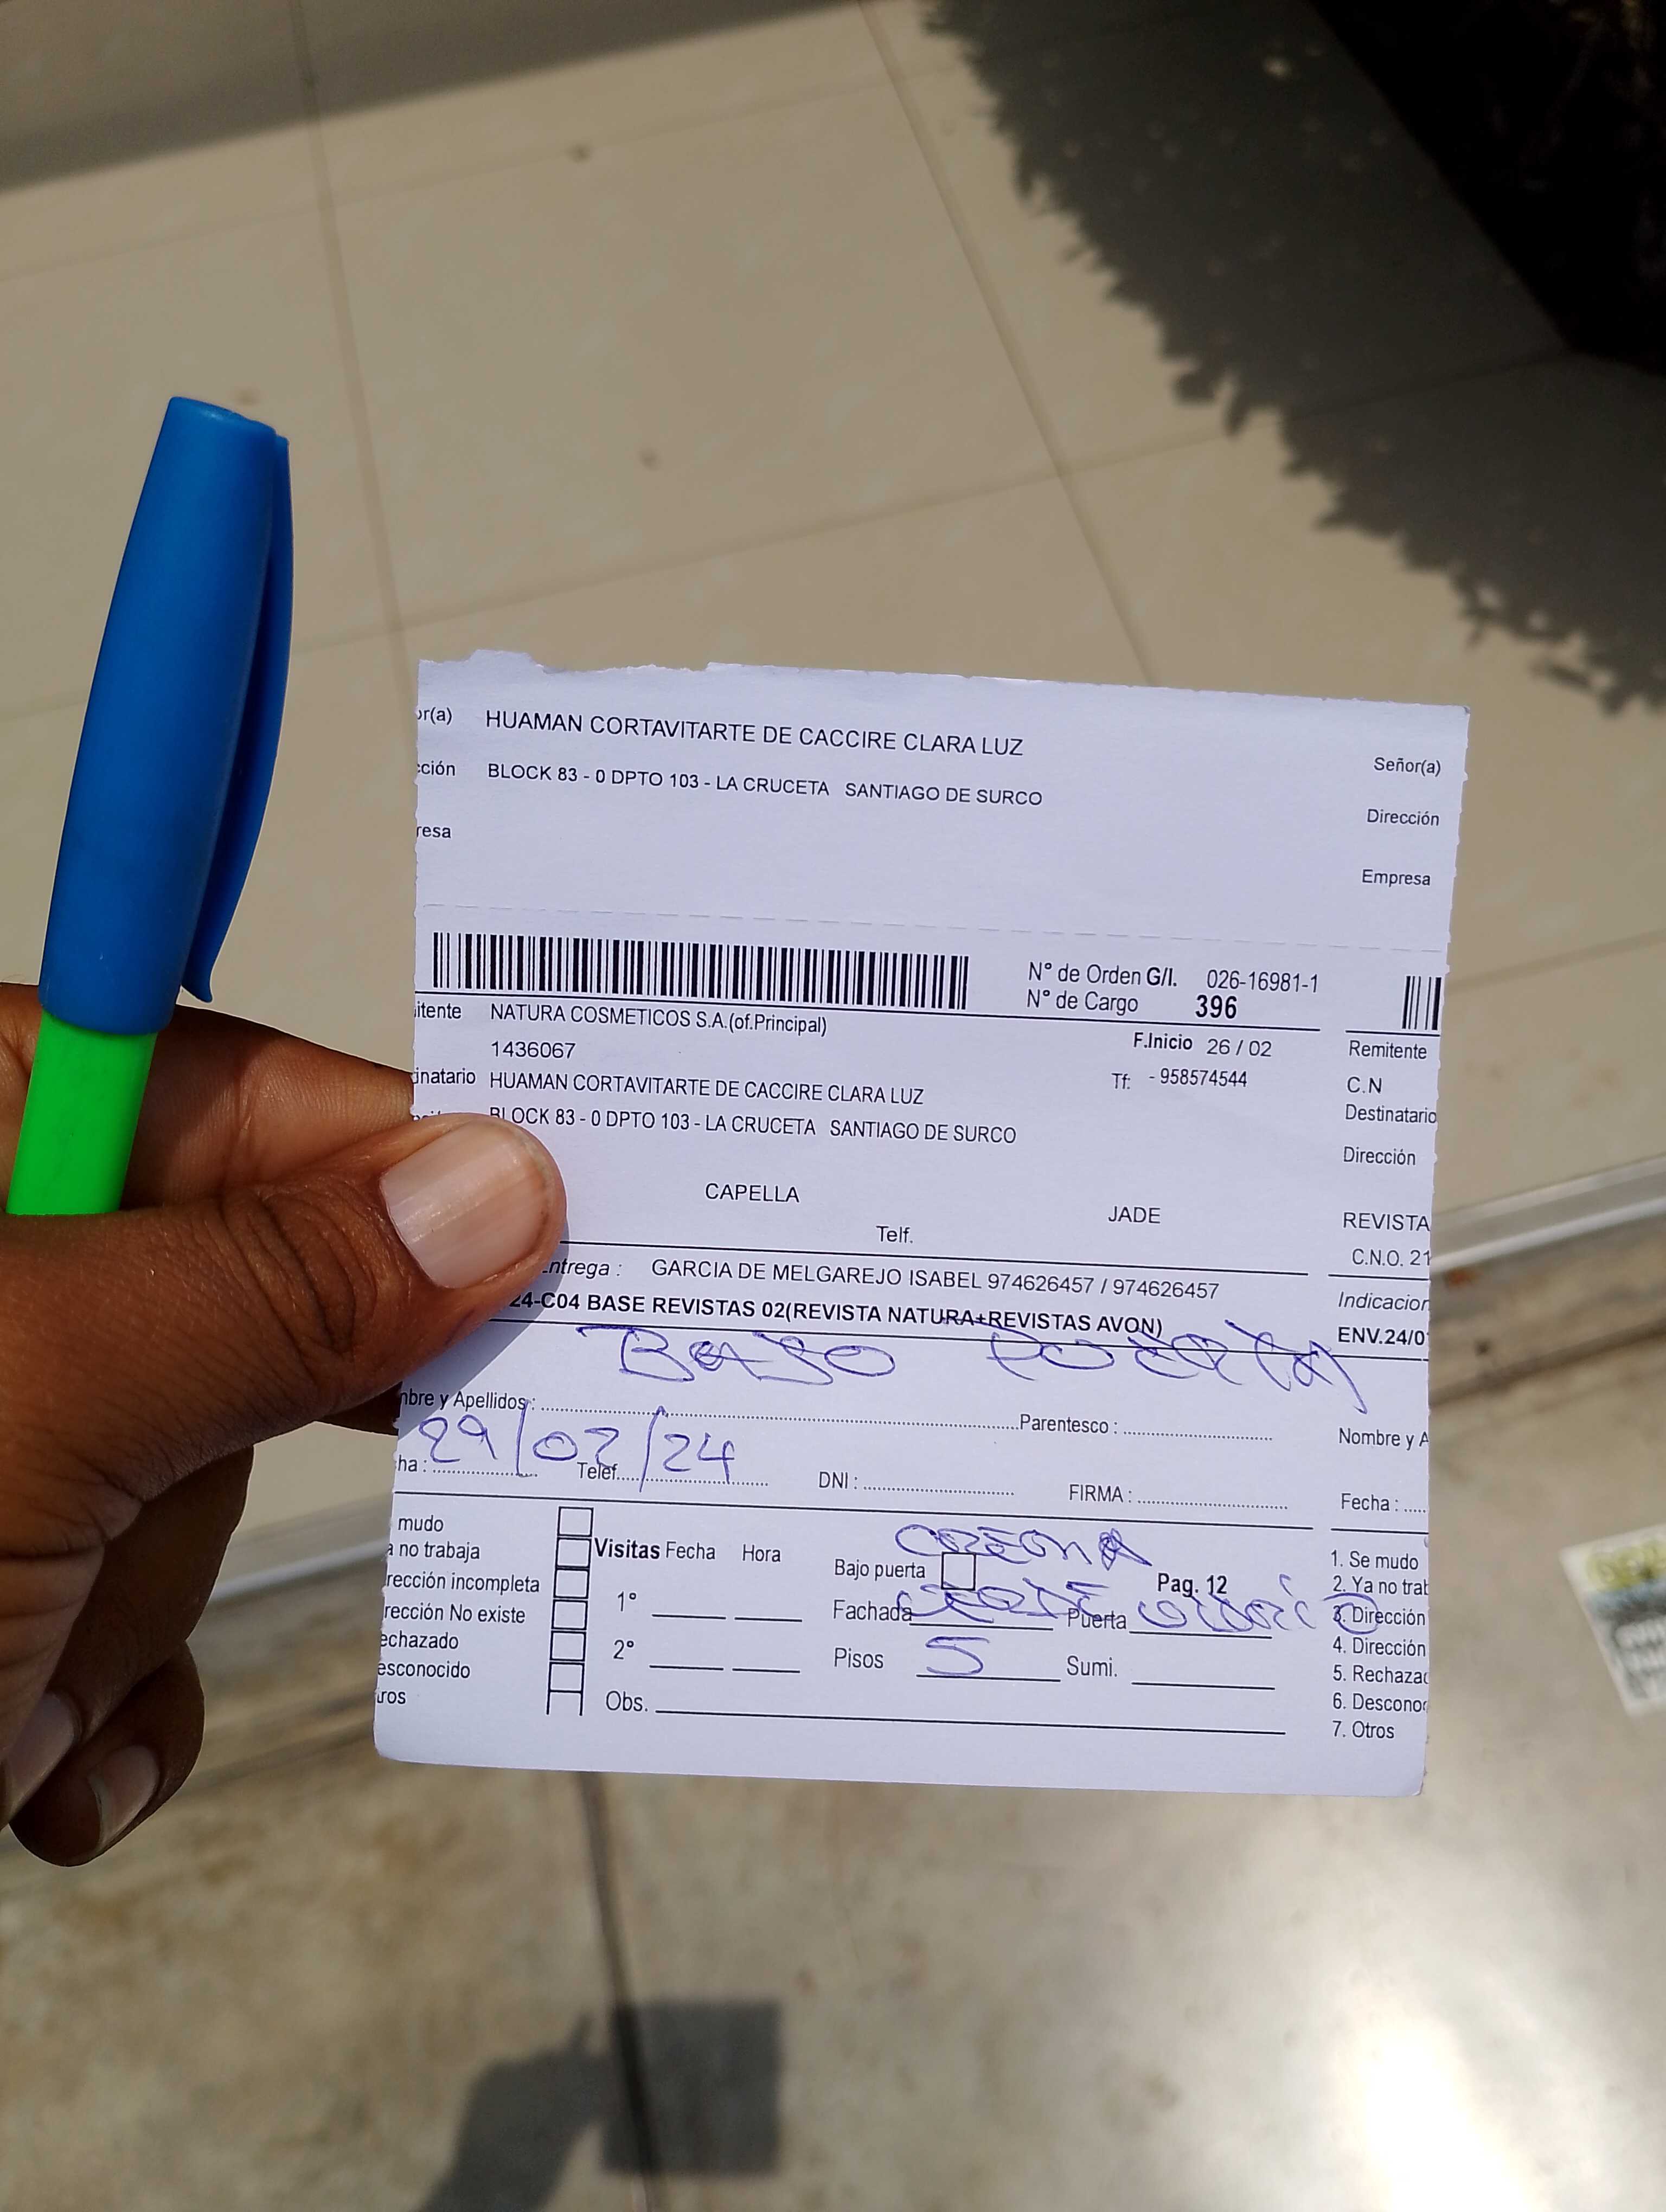 or(a) HUAMAN CORTAVITARTE DE CACCIRE CLARA LUZ Señor(a)
cción BLOCK 83 - 0 DPTO 103 - LA CRUCETA SANTIAGO DE SURCO Dirección
resa Empresa
N° de Orden G/I. 026-16981-1
N° de Cargo 396
itente NATURA COSMETICOS S.A.(of.Principal)
F.Inicio 26 / 02 Remitente
1436067 Tf: - 958574544 C.N
inatario HUAMAN CORTAVITARTE DE CACCIRE CLARA LUZ Destinatario
BLOCK 83 - 0 DPTO 103 - LA CRUCETA SANTIAGO DE SURCO Dirección
CAPELLA JADE REVISTA
Telf. C.N.O. 21
ntrega : GARCIA DE MELGAREJO ISABEL 974626457 / 974626457 Indicacion
24-C04 BASE REVISTAS 02(REVISTA NATURA+REVISTAS AVON) ENV.24/0
BAJO PUERTA
mbre y Apellidos : Parentesco : Nombre y A
29/02/24
ha : Telef. DNI : FIRMA : Fecha :
mudo Visitas Fecha Hora Bajo puerta Pag. 12 1. Se mudo
a no trabaja 2. Ya no trab
rección incompleta 1° Fachada Puerta 3. Dirección
rección No existe 4. Dirección
echazado 2° Pisos 5 Sumi. 5. Rechazad
esconocido 6. Descono
ros Obs. 7. Otros